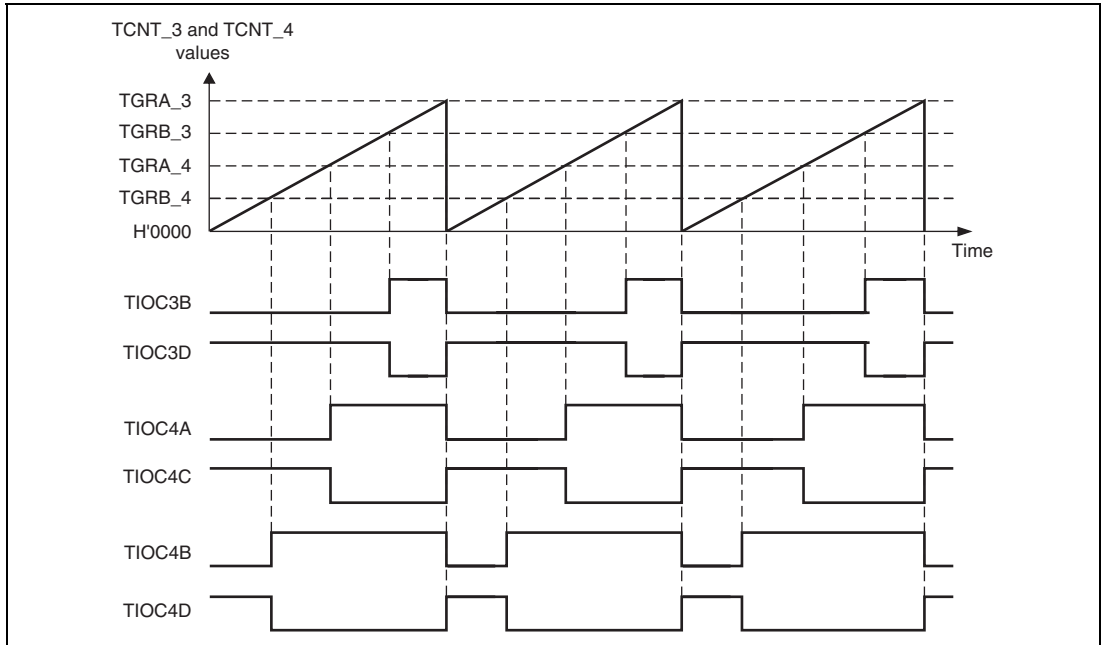 TCNT_3 and TCNT_4
values
TGRA_3
TGRB_3
TGRA_4
TGRB_4
H'0000
Time
TIOC3B
TIOC3D
TIOC4A
TIOC4C
TIOC4B
TIOC4D